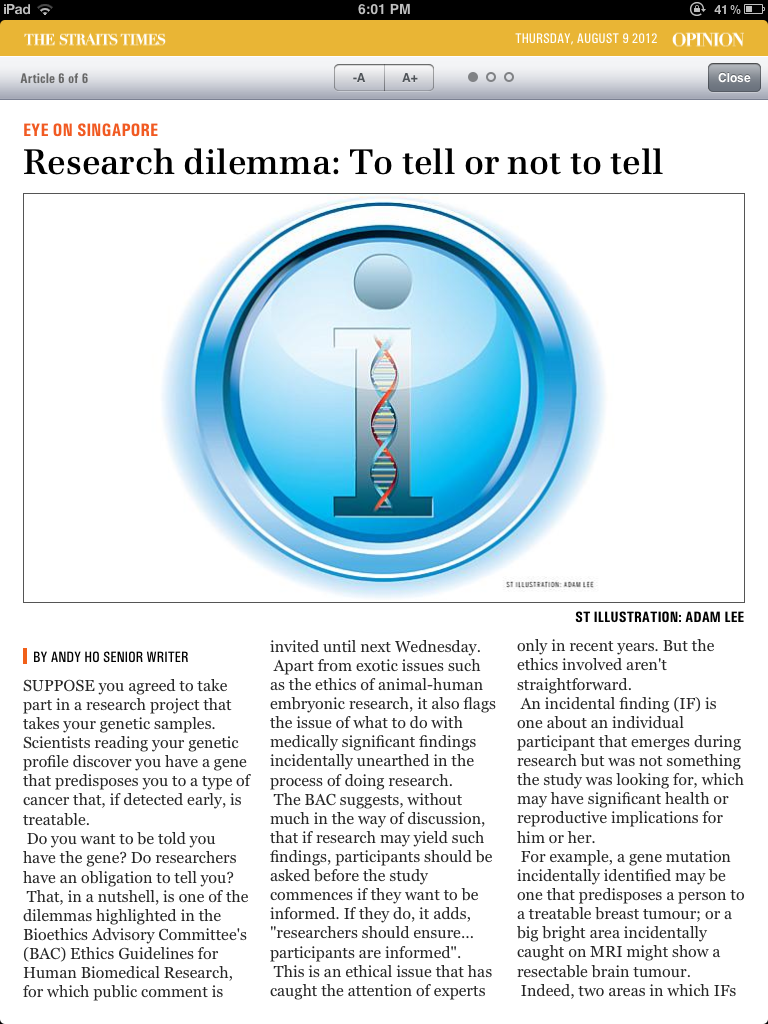 iPad
6:01 PM
41%
THE STRAITS TIMES
THURSDAY, AUGUST 9 2012
OPINION
Article 6 of 6
-A
A+
Close
EYE ON SINGAPORE
Research dilemma: To tell or not to tell
i
ST ILLUSTRATION: ADAM LEE
ST ILLUSTRATION: ADAM LEE
BY ANDY HO SENIOR WRITER
SUPPOSE you agreed to take
part in a research project that
takes your genetic samples.
Scientists reading your genetic
profile discover you have a gene
that predisposes you to a type of
cancer that, if detected early, is
treatable.
Do you want to be told you
have the gene? Do researchers
have an obligation to tell you?
That, in a nutshell, is one of the
dilemmas highlighted in the
Bioethics Advisory Committee's
(BAC) Ethics Guidelines for
Human Biomedical Research,
for which public comment is
invited until next Wednesday.
Apart from exotic issues such
as the ethics of animal-human
embryonic research, it also flags
the issue of what to do with
medically significant findings
incidentally unearthed in the
process of doing research.
The BAC suggests, without
much in the way of discussion,
that if research may yield such
findings, participants should be
asked before the study
commences if they want to be
informed. If they do, it adds,
"researchers should ensure...
participants are informed".
This is an ethical issue that has
caught the attention of experts
only in recent years. But the
ethics involved aren't
straightforward.
An incidental finding (IF) is
one about an individual
participant that emerges during
research but was not something
the study was looking for, which
may have significant health or
reproductive implications for
him or her.
For example, a gene mutation
incidentally identified may be
one that predisposes a person to
a treatable breast tumour; or a
big bright area incidentally
caught on MRI might show a
resectable brain tumour.
Indeed, two areas in which IFs